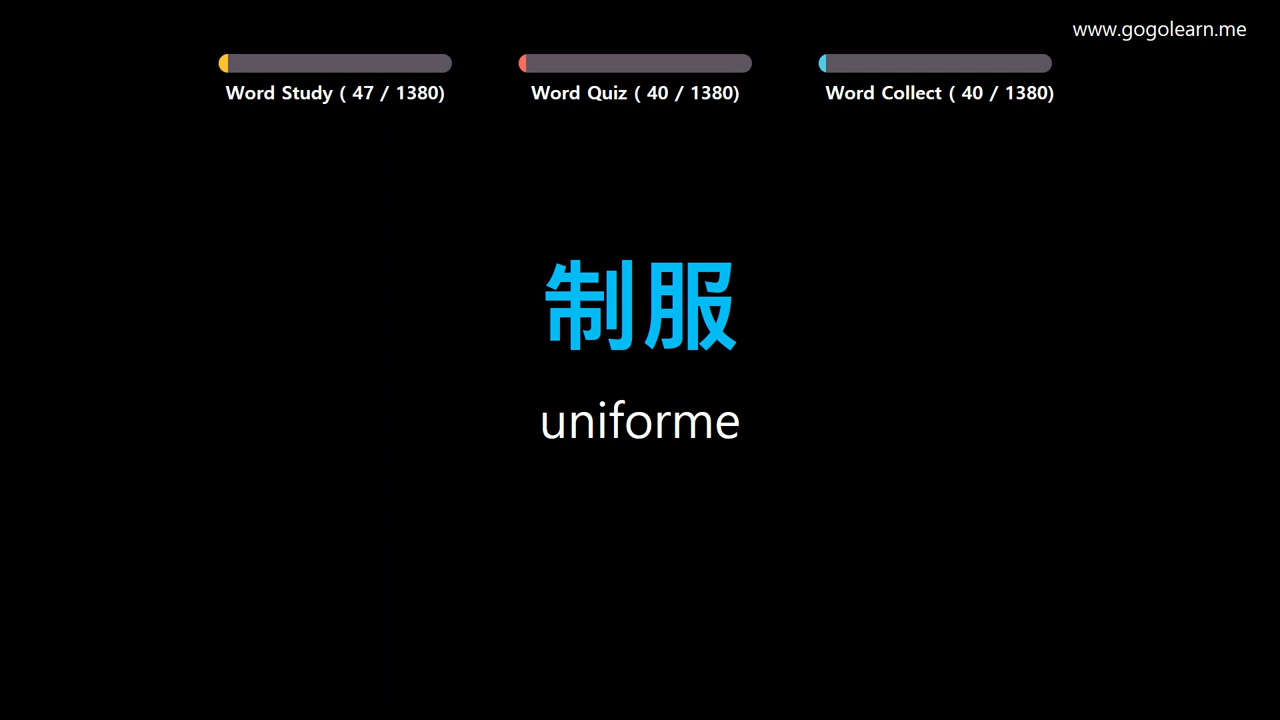 www.gogolearn.me
Word Study ( 47 / 1380)
Word Quiz ( 40 / 1380)
Word Collect ( 40 / 1380)
制服
uniforme